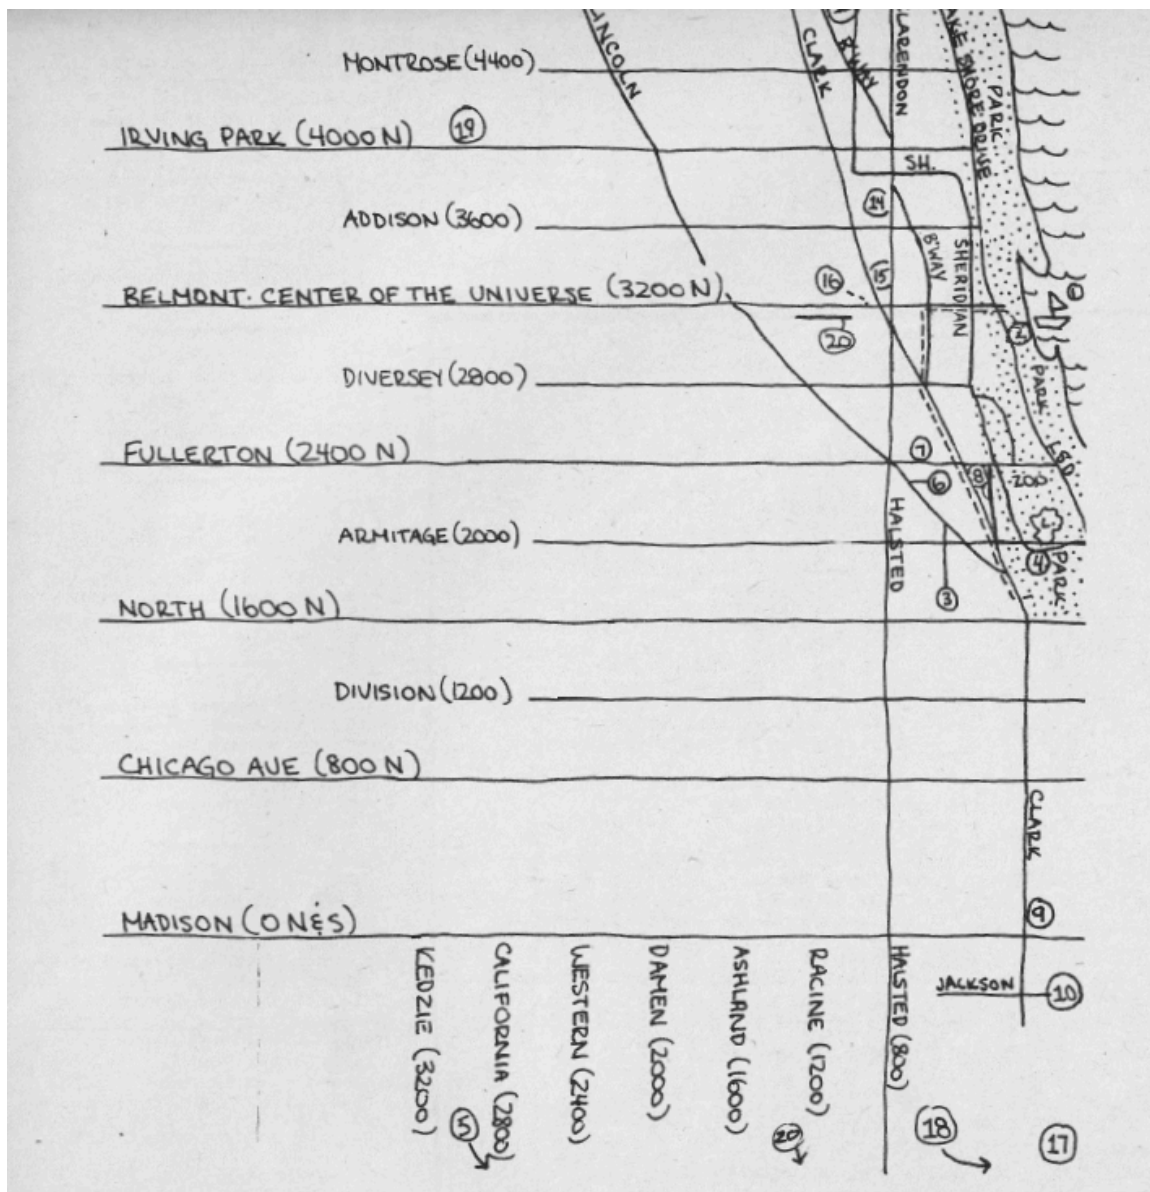 LINCOLN
CLARK
B'WAY
CLARENDON
LAKE SHORE DRIVE
PARK
MONTROSE (4400)
IRVING PARK (4000 N)
19
SH.
14
ADDISON (3600)
B'WAY
SHERIDIAN
15
16
BELMONT. CENTER OF THE UNIVERSE (3200 N)
2
20
PARK
DIVERSEY (2800)
LSD
FULLERTON (2400 N)
7
6
8
ZOO
HALSTED
ARMITAGE (2000)
4
PARK
3
NORTH (1600 N)
DIVISION (1200)
CHICAGO AVE (800 N)
CLARK
9
MADISON (0 N&S)
KEDZIE (3200)
CALIFORNIA (2800)
WESTERN (2400)
DAMEN (2000)
ASHLAND (1600)
RACINE (1200)
HALSTED (800)
JACKSON
10
5
20
18
17